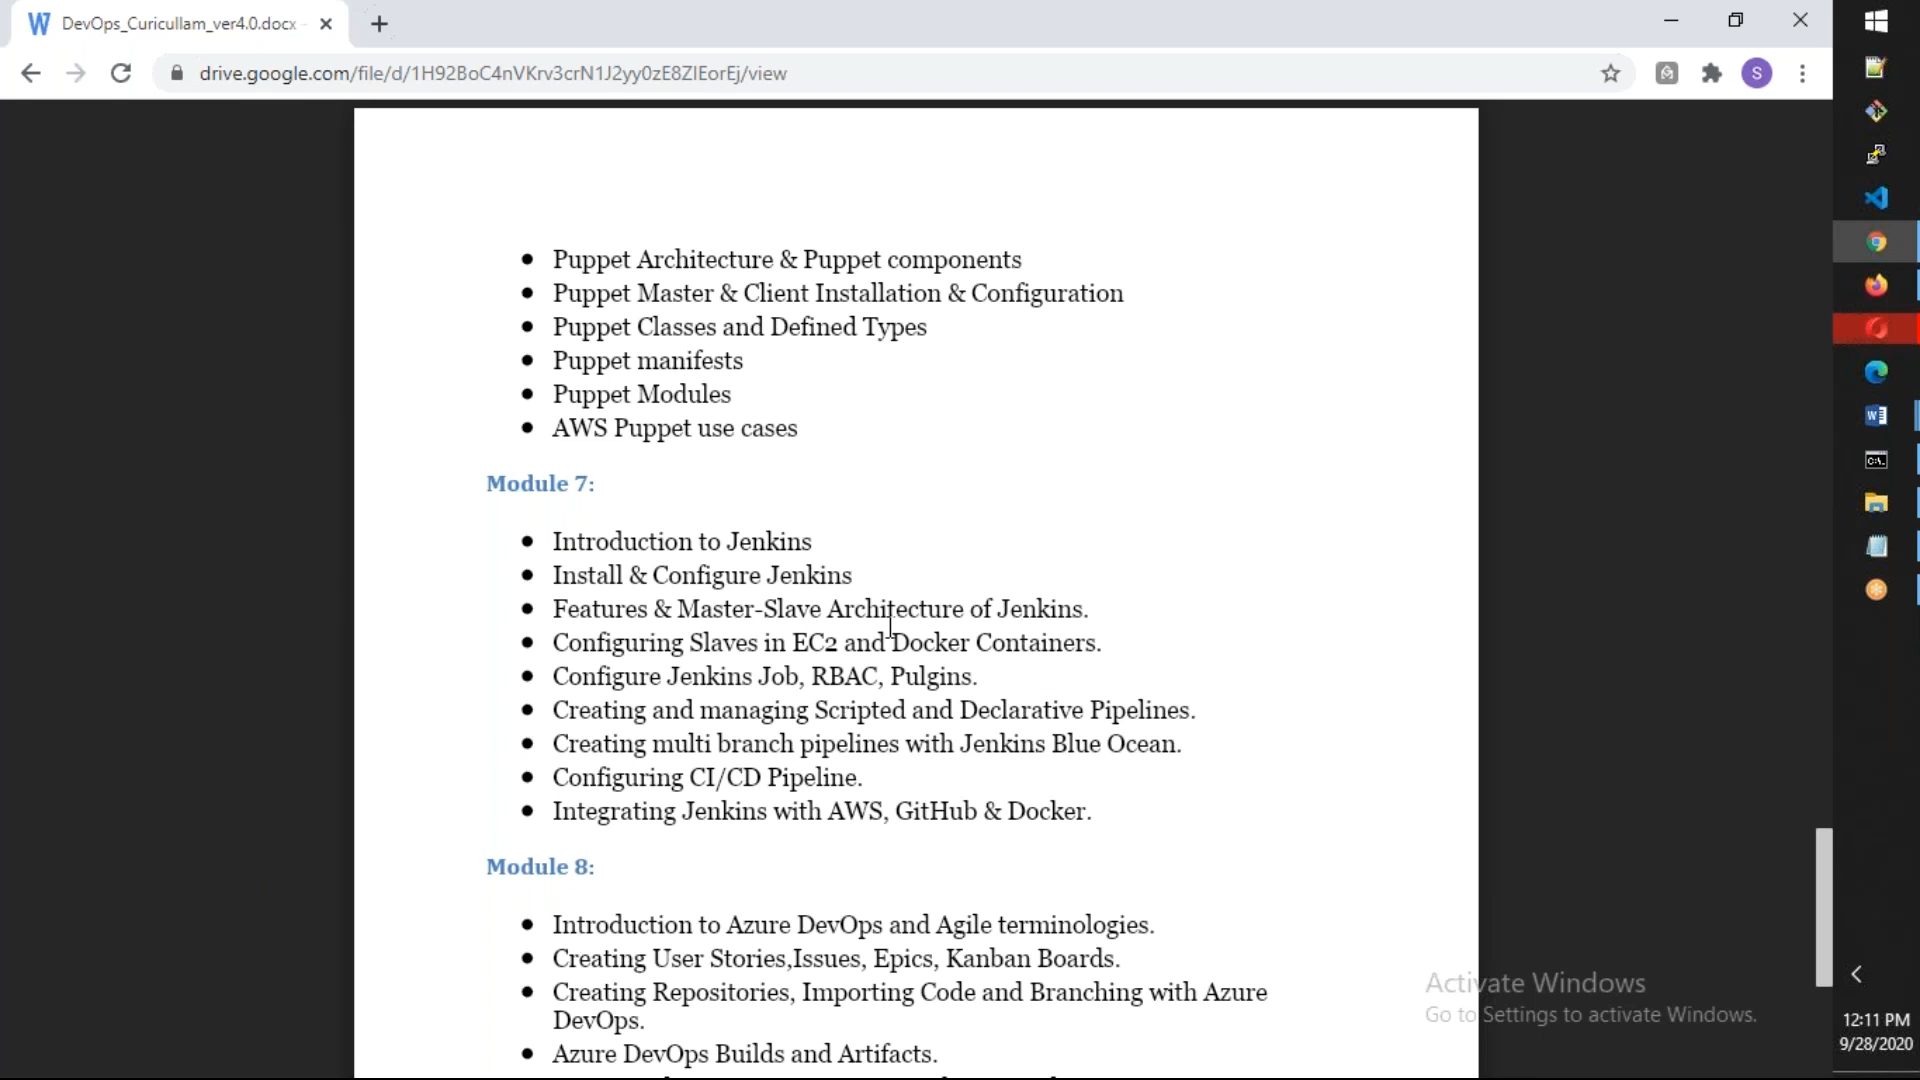 DevOps_Curicullam_ver4.0.docx
drive.google.com/file/d/1H92BoC4nVKrv3crN1J2yy0zE8ZIEorEj/view
S
• Puppet Architecture & Puppet components
• Puppet Master & Client Installation & Configuration
• Puppet Classes and Defined Types
• Puppet manifests
• Puppet Modules
• AWS Puppet use cases
Module 7:
• Introduction to Jenkins
• Install & Configure Jenkins
• Features & Master-Slave Architecture of Jenkins.
• Configuring Slaves in EC2 and Docker Containers.
• Configure Jenkins Job, RBAC, Pulgins.
• Creating and managing Scripted and Declarative Pipelines.
• Creating multi branch pipelines with Jenkins Blue Ocean.
• Configuring CI/CD Pipeline.
• Integrating Jenkins with AWS, GitHub & Docker.
Module 8:
• Introduction to Azure DevOps and Agile terminologies.
• Creating User Stories,Issues, Epics, Kanban Boards.
• Creating Repositories, Importing Code and Branching with Azure
DevOps.
• Azure DevOps Builds and Artifacts.
Activate Windows
Go to Settings to activate Windows.
12:11 PM
9/28/2020